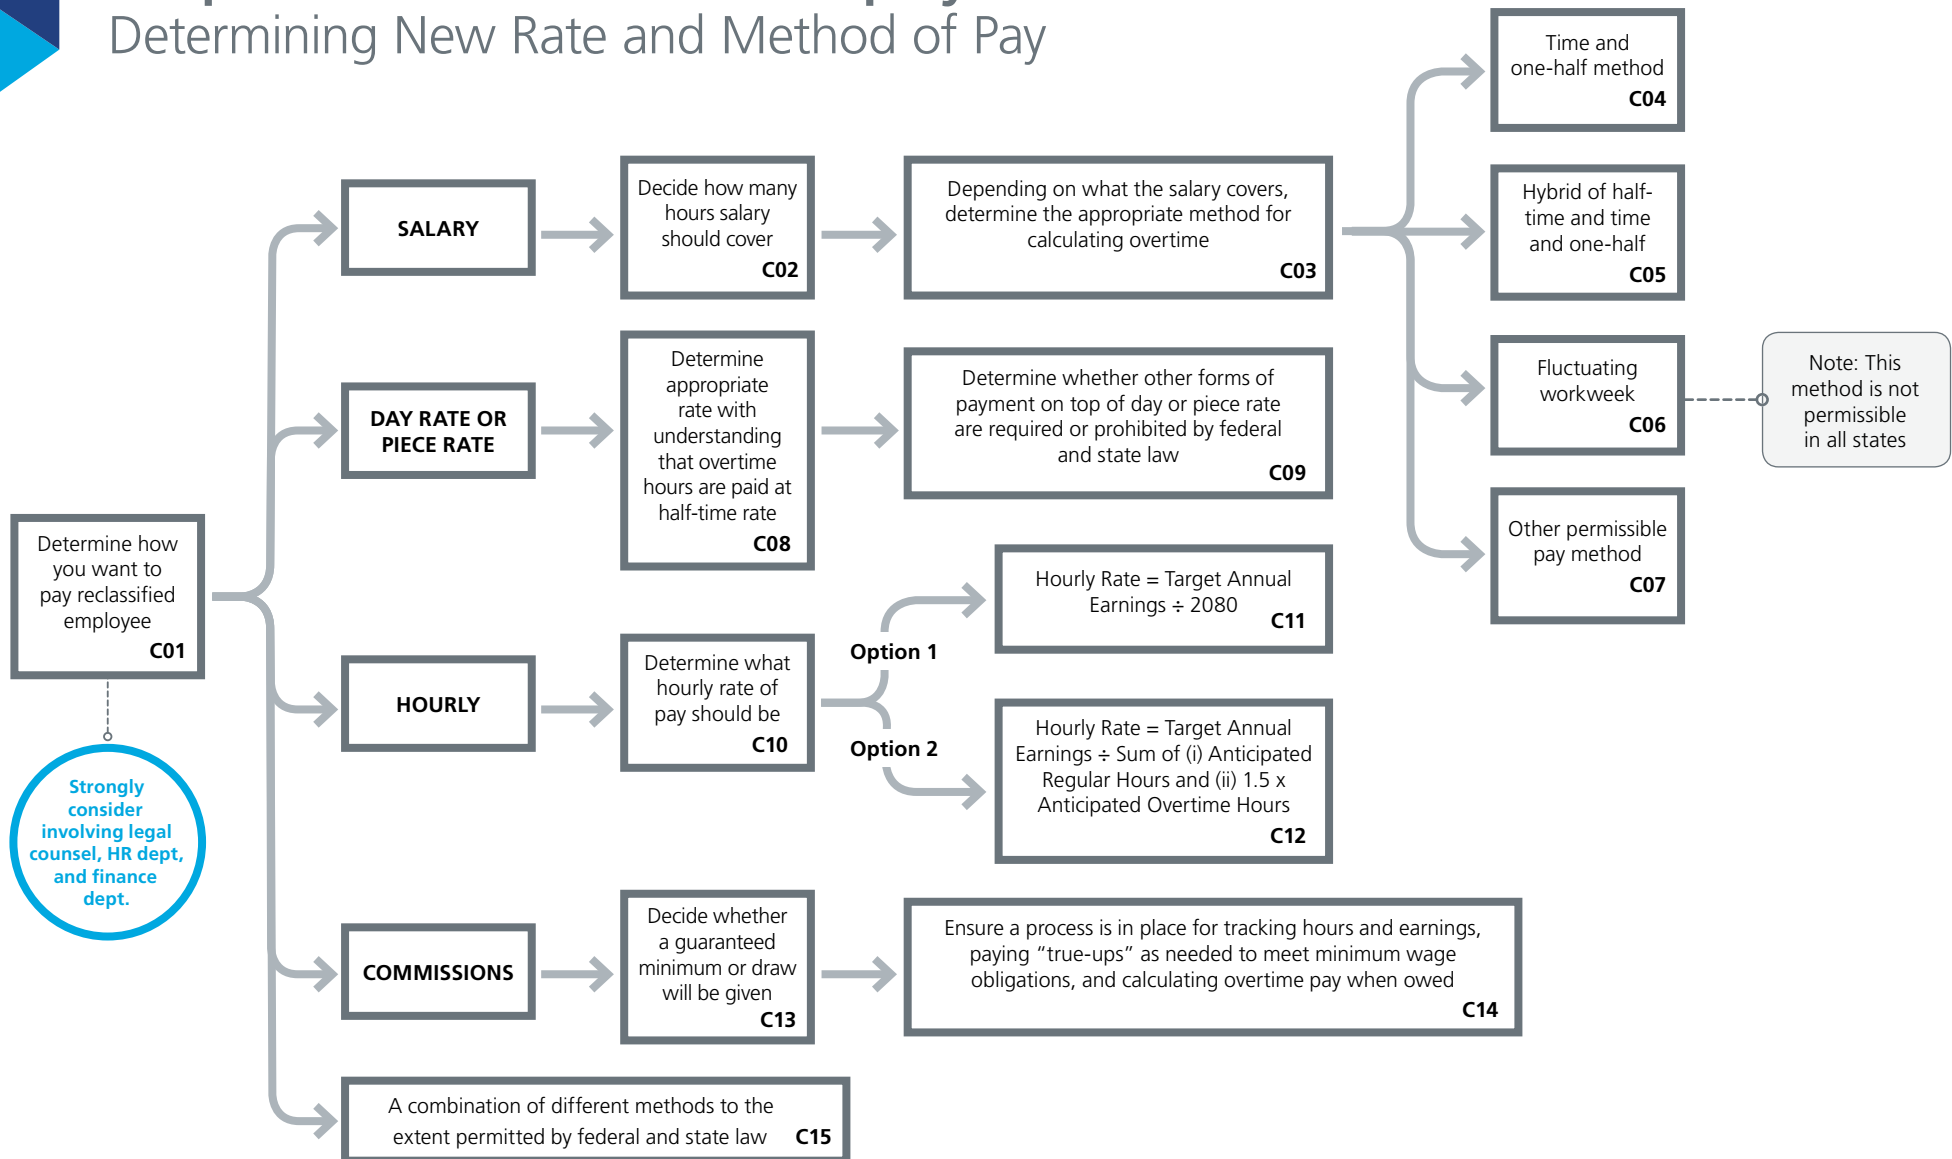 Determining New Rate and Method of Pay
Time and
one-half method
C04
SALARY
Decide how many
hours salary
should cover
C02
Depending on what the salary covers,
determine the appropriate method for
calculating overtime
C03
Hybrid of half-
time and time
and one-half
C05
Fluctuating
workweek
C06
Note: This
method is not
permissible
in all states
Other permissible
pay method
C07
DAY RATE OR
PIECE RATE
Determine
appropriate
rate with
understanding
that overtime
hours are paid at
half-time rate
C08
Determine whether other forms of
payment on top of day or piece rate
are required or prohibited by federal
and state law
C09
Determine how
you want to
pay reclassified
employee
C01
Strongly
consider
involving legal
counsel, HR dept,
and finance
dept.
HOURLY
Determine what
hourly rate of
pay should be
C10
Option 1
Hourly Rate = Target Annual
Earnings ÷ 2080
C11
Option 2
Hourly Rate = Target Annual
Earnings ÷ Sum of (i) Anticipated
Regular Hours and (ii) 1.5 x
Anticipated Overtime Hours
C12
COMMISSIONS
Decide whether
a guaranteed
minimum or draw
will be given
C13
Ensure a process is in place for tracking hours and earnings,
paying “true-ups” as needed to meet minimum wage
obligations, and calculating overtime pay when owed
C14
A combination of different methods to the
extent permitted by federal and state law C15